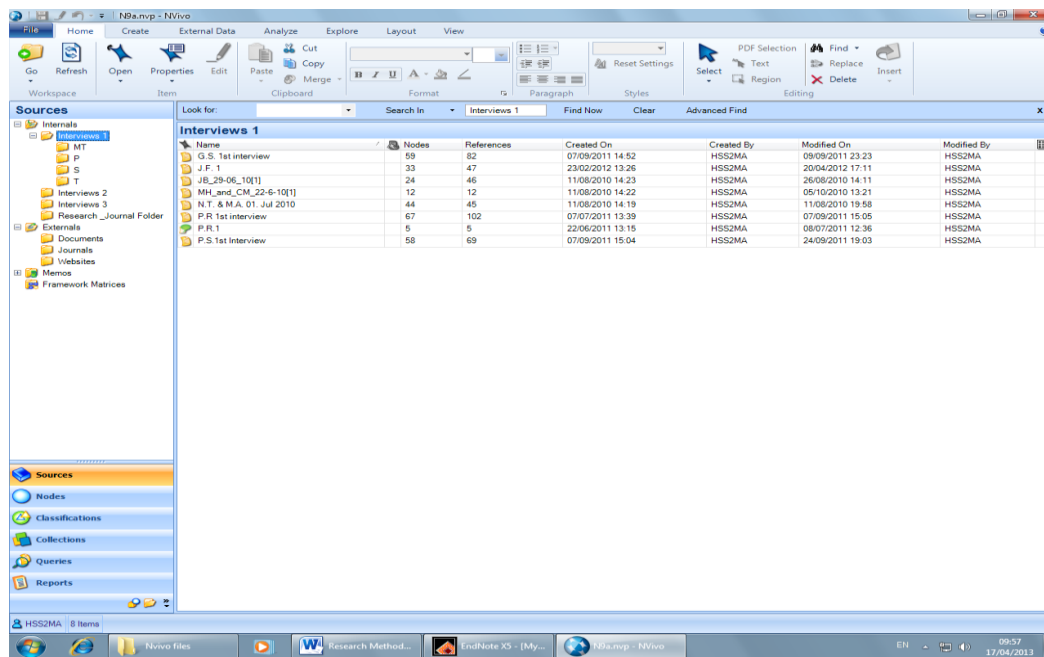 N9a.nvp - NVivo
File Home Create External Data Analyze Explore Layout View
Go Refresh Open Properties Edit Paste Cut Copy Merge
B I U A
Reset Settings Select PDF Selection Text Region Find Replace Delete Insert
Workspace Item Clipboard Format Paragraph Styles Editing
Sources
Look for: Search In Interviews 1 Find Now Clear Advanced Find x
Internals
Interviews 1
MT
P
S
T
Interviews 2
Interviews 3
Research _Journal Folder
Externals
Documents
Journals
Websites
Memos
Framework Matrices
Interviews 1
Name Nodes References Created On Created By Modified On Modified By
G.S. 1st interview 59 82 07/09/2011 14:52 HSS2MA 09/09/2011 23:23 HSS2MA
J.F. 1 33 47 23/02/2012 13:26 HSS2MA 20/04/2012 17:11 HSS2MA
JB_29-06_10[1] 24 46 11/08/2010 14:23 HSS2MA 26/08/2010 14:11 HSS2MA
MH_and_CM_22-6-10[1] 12 12 11/08/2010 14:22 HSS2MA 05/10/2010 13:21 HSS2MA
N.T. & M.A. 01. Jul 2010 44 45 11/08/2010 14:19 HSS2MA 11/08/2010 19:58 HSS2MA
P.R 1st interview 67 102 07/07/2011 13:39 HSS2MA 07/09/2011 15:05 HSS2MA
P.R.1 5 5 22/06/2011 13:15 HSS2MA 08/07/2011 12:36 HSS2MA
P.S.1st Interview 58 69 07/09/2011 15:04 HSS2MA 24/09/2011 19:03 HSS2MA
Sources
Nodes
Classifications
Collections
Queries
Reports
HSS2MA 8 Items
Nvivo files Research Method... EndNote X5 - [My... N9a.nvp - NVivo EN 09:57
17/04/2013